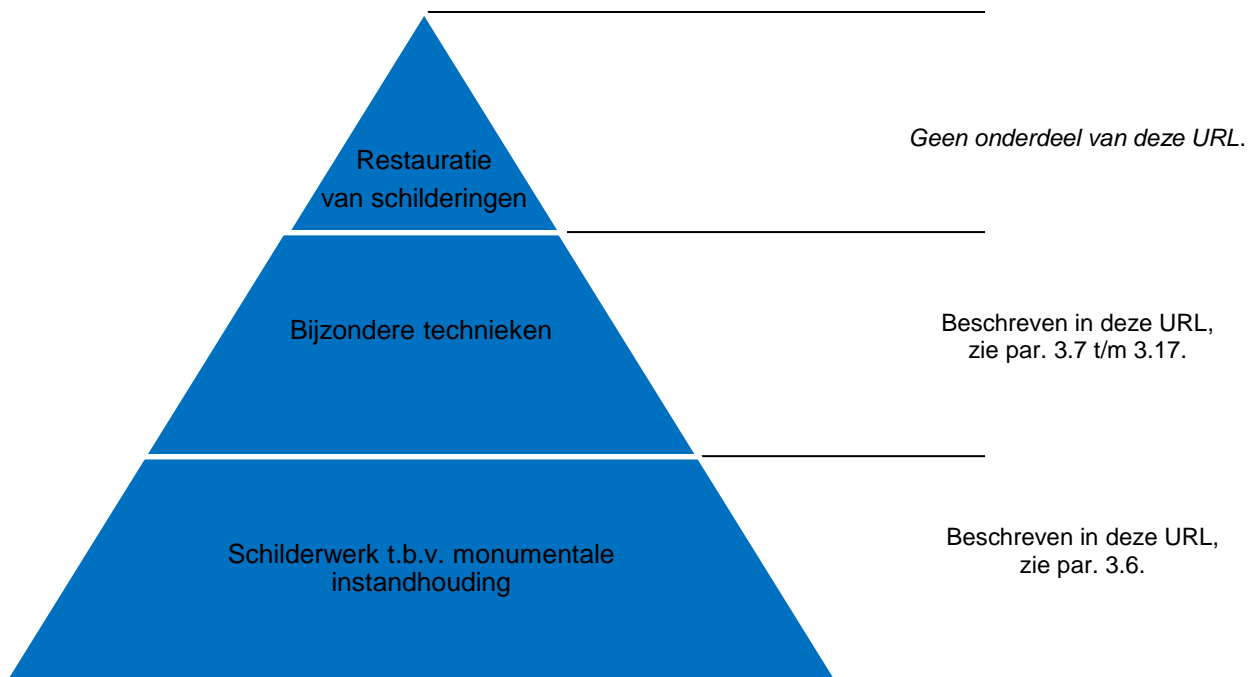 Restauratie
van schilderingen
Geen onderdeel van deze URL.
Bijzondere technieken
Beschreven in deze URL,
zie par. 3.7 t/m 3.17.
Schilderwerk t.b.v. monumentale
instandhouding
Beschreven in deze URL,
zie par. 3.6.